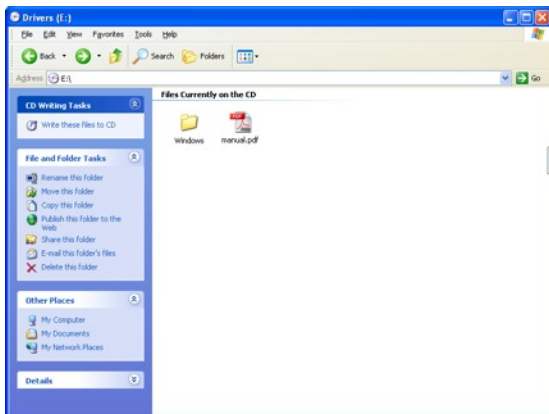 Drivers (E:)
File Edit View Favorites Tools Help
Back Search Folders
Address E:\ Go
CD Writing Tasks
Write these files to CD
File and Folder Tasks
Rename this folder
Move this folder
Copy this folder
Publish this folder to the
Web
Share this folder
E-mail this folder's files
Delete this folder
Other Places
My Computer
My Documents
My Network Places
Details
Files Currently on the CD
Windows manual.pdf